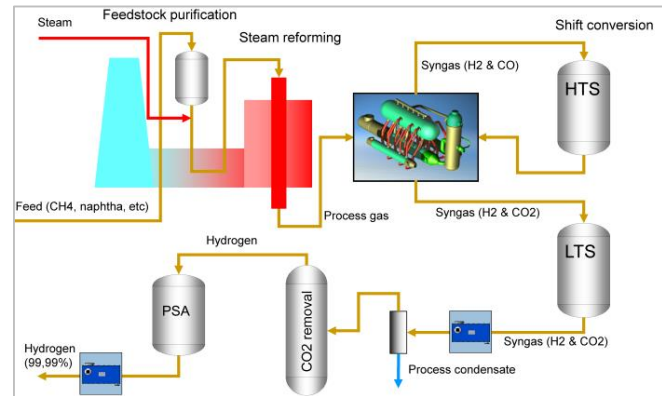 Feedstock purification
Shift conversion
Steam
Steam reforming
Syngas (H2 & CO)
HTS
Feed (CH4, naphtha, etc)
Process gas
Syngas (H2 & CO2)
Hydrogen
LTS
PSA
CO2 removal
Syngas (H2 & CO2)
Hydrogen
(99,99%)
Process condensate